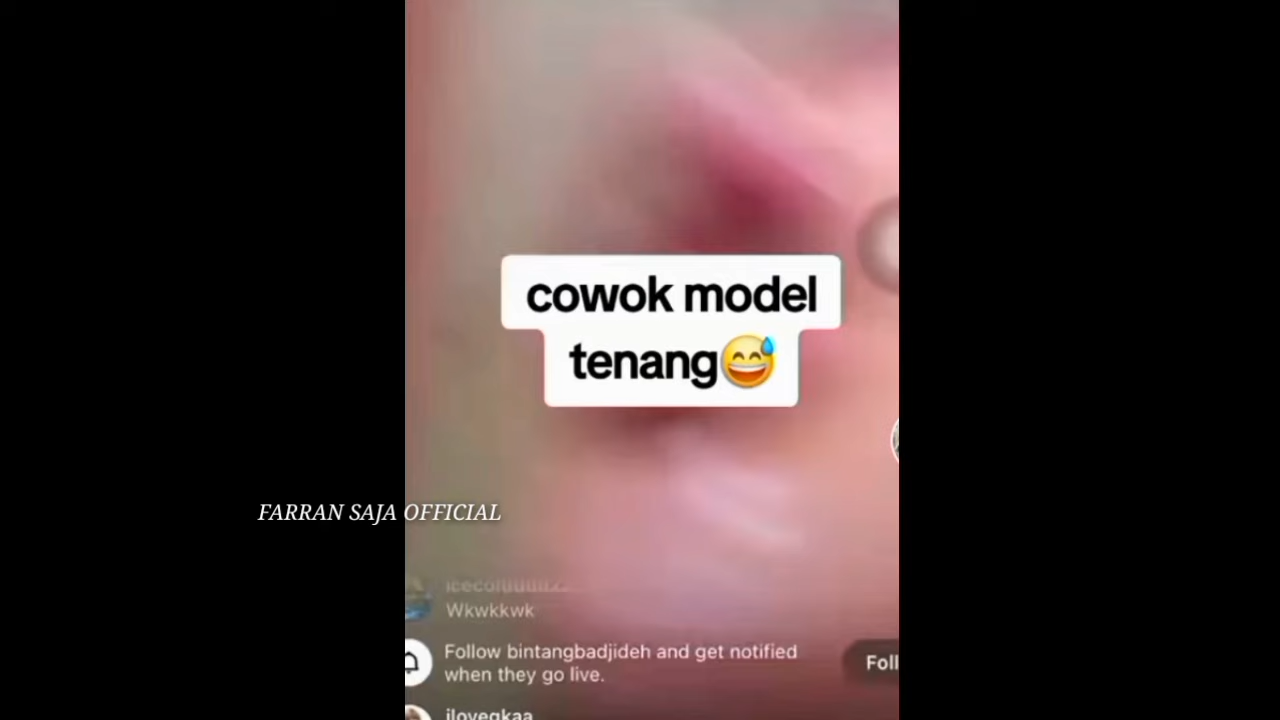 cowok model
tenang😅
FARRAN SAJA OFFICIAL
Wkwkkwk
Follow bintangbadjideh and get notified
when they go live.
Foll
ilovegkaa